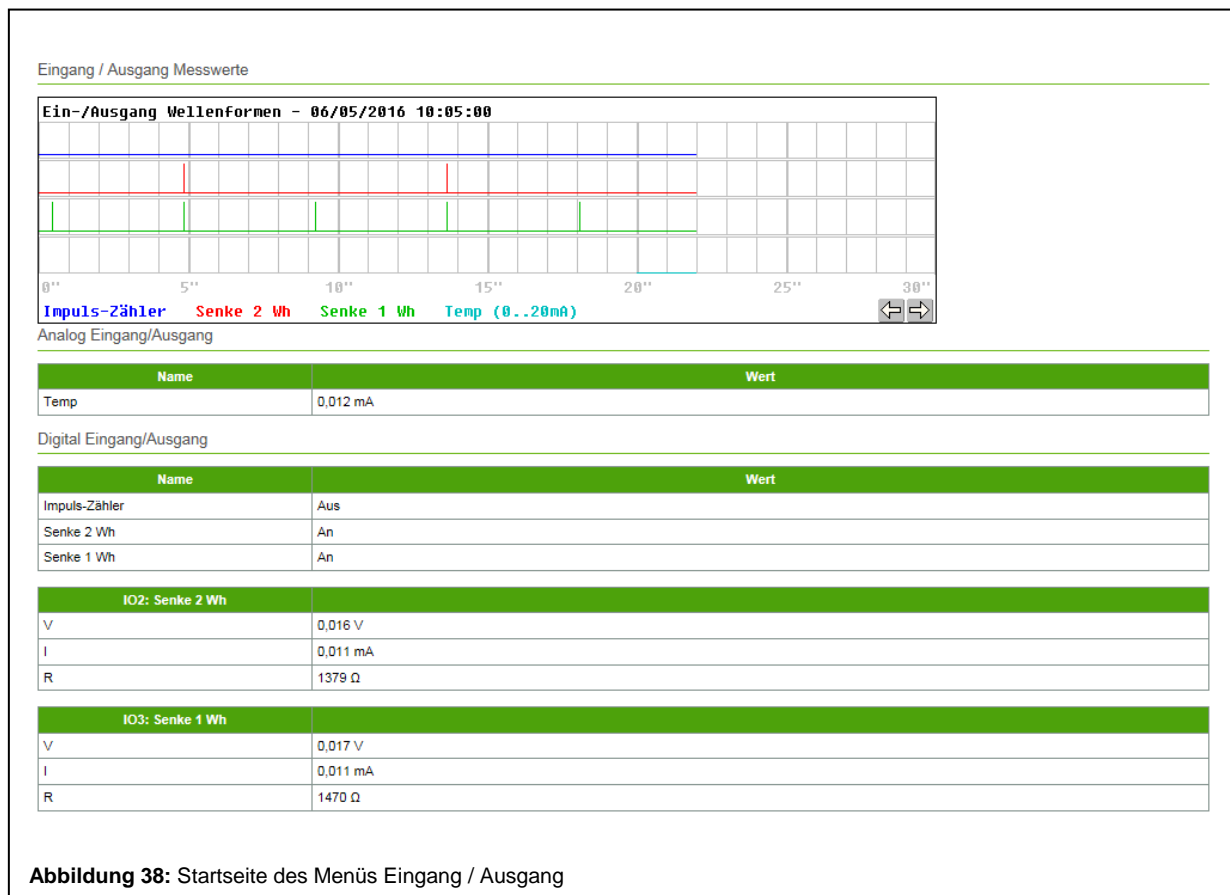 Eingang / Ausgang Messwerte
Ein-/Ausgang Wellenformen - 06/05/2016 10:05:00
0'' 5'' 10'' 15'' 20'' 25'' 30''
Impuls-Zähler Senke 2 Wh Senke 1 Wh Temp (0..20mA)
Analog Eingang/Ausgang
Name Wert
Temp 0,012 mA
Digital Eingang/Ausgang
Name Wert
Impuls-Zähler Aus
Senke 2 Wh An
Senke 1 Wh An
IO2: Senke 2 Wh
V 0,016 V
I 0,011 mA
R 1379 Ω
IO3: Senke 1 Wh
V 0,017 V
I 0,011 mA
R 1470 Ω
Abbildung 38: Startseite des Menüs Eingang / Ausgang